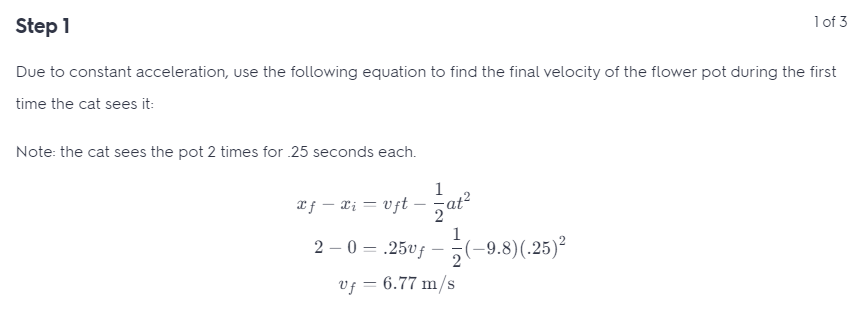 Step 1
1 of 3
Due to constant acceleration, use the following equation to find the final velocity of the flower pot during the first
time the cat sees it:
Note: the cat sees the pot 2 times for .25 seconds each.
$x_f - x_i = v_f t - \frac{1}{2}at^2$
$2 - 0 = .25v_f - \frac{1}{2}(-9.8)(.25)^2$
$v_f = 6.77 \text{ m/s}$